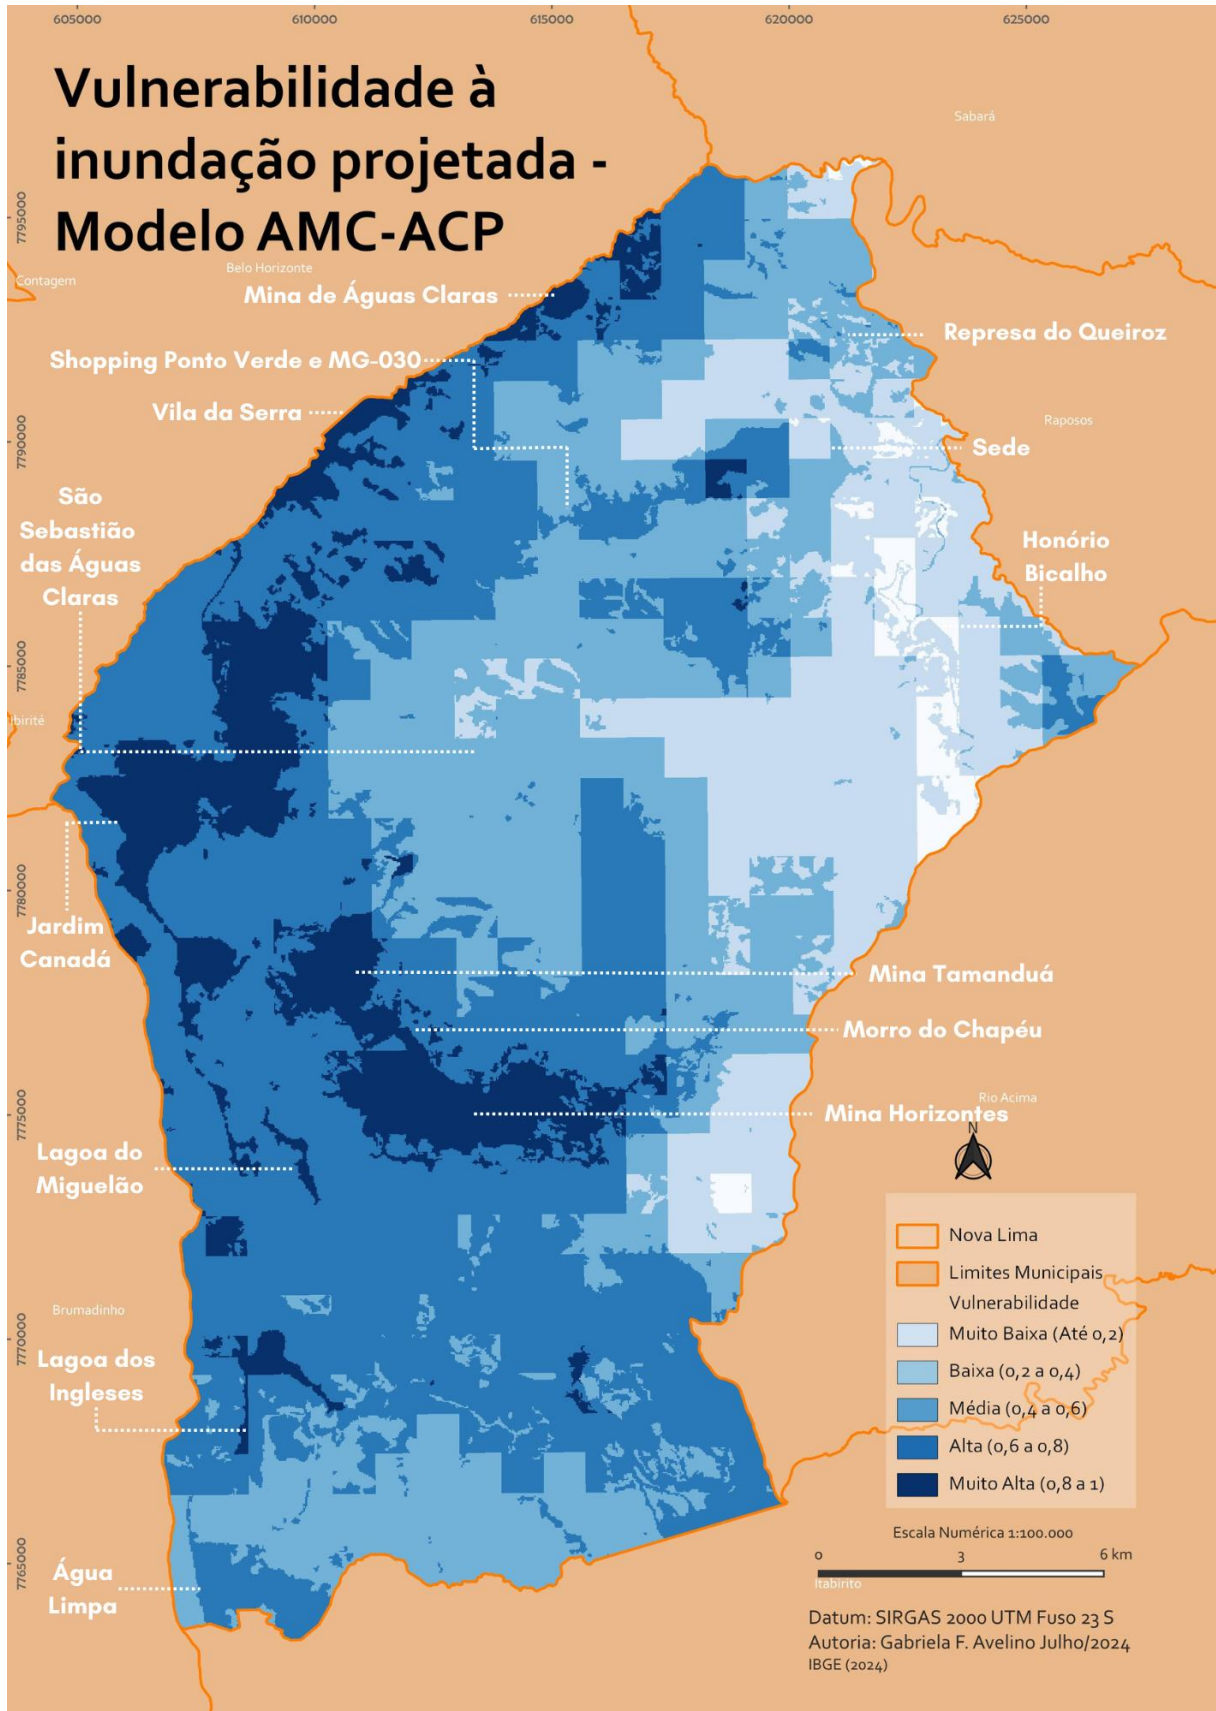 605000
610000
615000
620000
625000
Vulnerabilidade à
inundação projetada -
Modelo AMC-ACP
Sabará
7795000
Belo Horizonte
Contagem
Mina de Águas Claras
Represa do Queiroz
Shopping Ponto Verde e MG-030
Vila da Serra
Raposos
7790000
Sede
São
Sebastião
das Águas
Claras
Honório
Bicalho
7785000
Ibirité
7780000
Jardim
Canadá
Mina Tamanduá
Morro do Chapéu
Rio Acima
7775000
Mina Horizontes
N
Lagoa do
Miguelão
Nova Lima
Limites Municipais
Vulnerabilidade
Muito Baixa (Até 0,2)
Baixa (0,2 a 0,4)
Média (0,4 a 0,6)
Alta (0,6 a 0,8)
Muito Alta (0,8 a 1)
Brumadinho
7770000
Lagoa dos
Ingleses
Escala Numérica 1:100.000
0
3
6 km
Itabirito
7765000
Água
Limpa
Datum: SIRGAS 2000 UTM Fuso 23 S
Autoria: Gabriela F. Avelino Julho/2024
IBGE (2024)